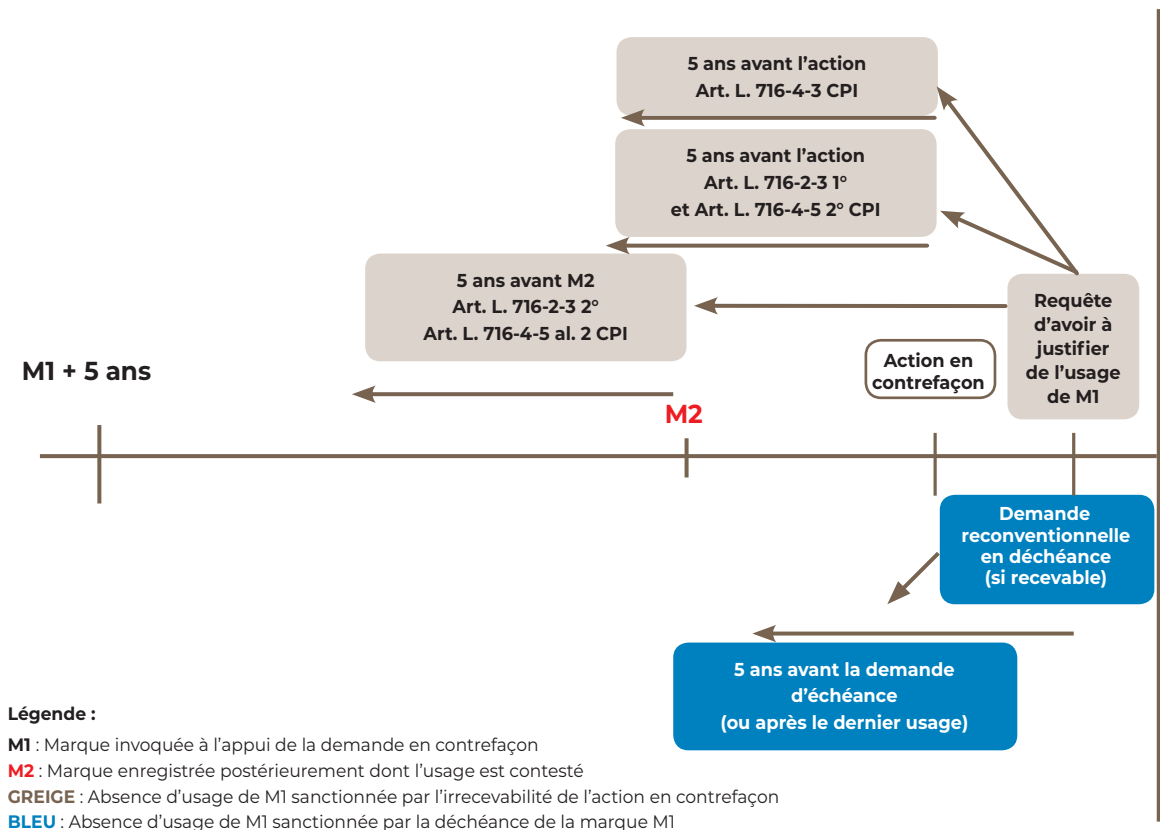 5 ans avant l’action
Art. L. 716-4-3 CPI
5 ans avant l’action
Art. L. 716-2-3 1°
et Art. L. 716-4-5 2° CPI
5 ans avant M2
Art. L. 716-2-3 2°
Art. L. 716-4-5 al. 2 CPI
Requête
d’avoir à
justifier
de l’usage
de M1
Action en
contrefaçon
M1 + 5 ans
M2
Demande
reconventionnelle
en déchéance
(si recevable)
5 ans avant la demande
d’échéance
(ou après le dernier usage)
Légende :
M1 : Marque invoquée à l’appui de la demande en contrefaçon
M2 : Marque enregistrée postérieurement dont l’usage est contesté
GREIGE : Absence d’usage de M1 sanctionnée par l’irrecevabilité de l’action en contrefaçon
BLEU : Absence d’usage de M1 sanctionnée par la déchéance de la marque M1